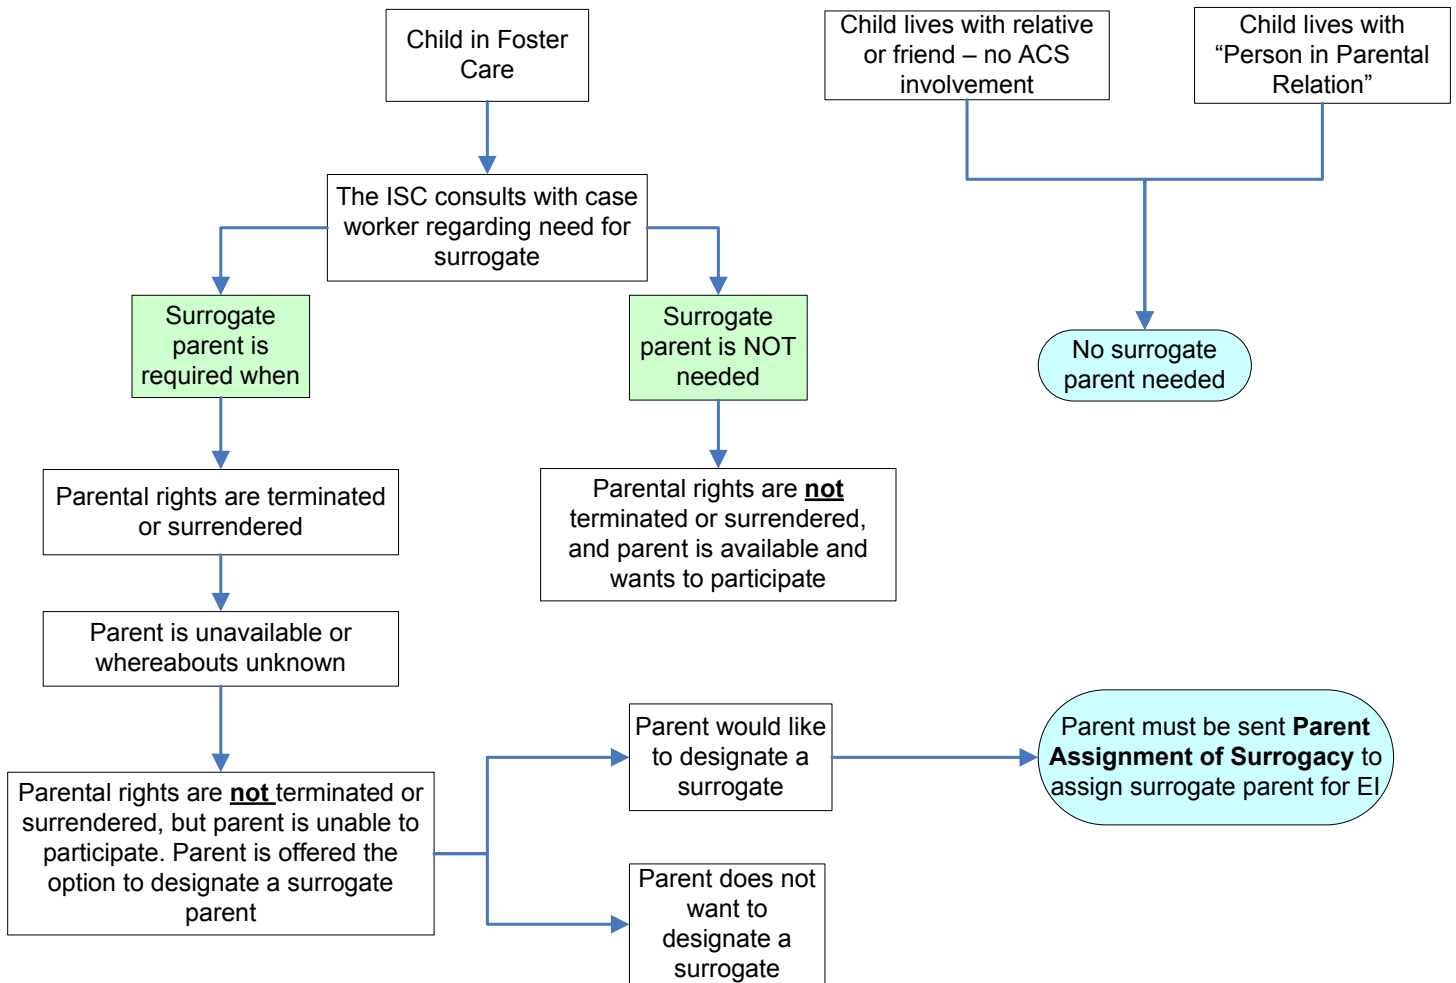 Child in Foster
Care
Child lives with relative
or friend – no ACS
involvement
Child lives with
“Person in Parental
Relation”
The ISC consults with case
worker regarding need for
surrogate
Surrogate
parent is
required when
Surrogate
parent is NOT
needed
No surrogate
parent needed
Parental rights are terminated
or surrendered
Parental rights are not
terminated or surrendered,
and parent is available and
wants to participate
Parent is unavailable or
whereabouts unknown
Parental rights are not terminated or
surrendered, but parent is unable to
participate. Parent is offered the
option to designate a surrogate
parent
Parent would like
to designate a
surrogate
Parent must be sent Parent
Assignment of Surrogacy to
assign surrogate parent for EI
Parent does not
want to
designate a
surrogate